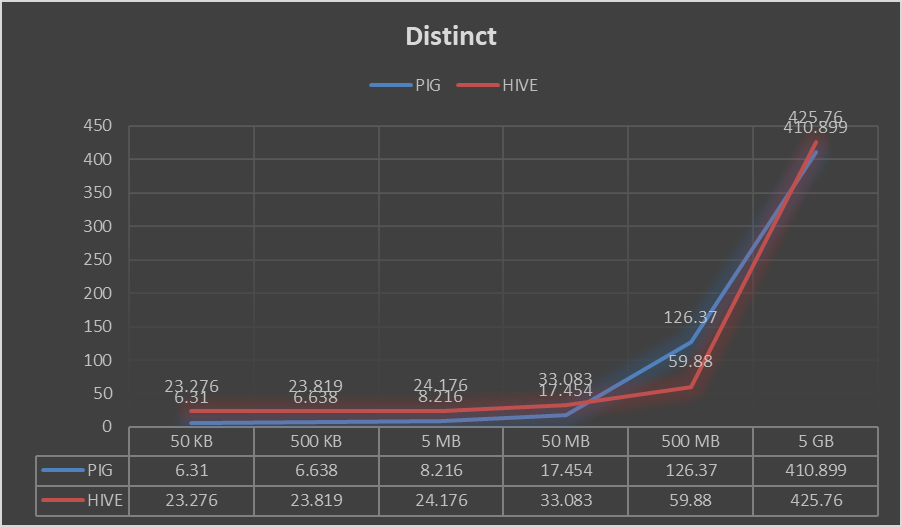 Distinct
PIG HIVE
450
400
350
300
250
200
150
100
50
0
425.76
410.899
126.37
59.88
23.276 23.819 24.176 33.083
6.31 6.638 8.216 17.454
50 KB 500 KB 5 MB 50 MB 500 MB 5 GB
PIG 6.31 6.638 8.216 17.454 126.37 410.899
HIVE 23.276 23.819 24.176 33.083 59.88 425.76